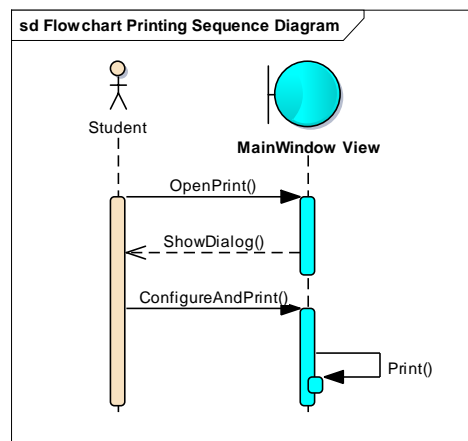 sd Flowchart Printing Sequence Diagram
Student
MainWindow View
OpenPrint()
ShowDialog()
ConfigureAndPrint()
Print()